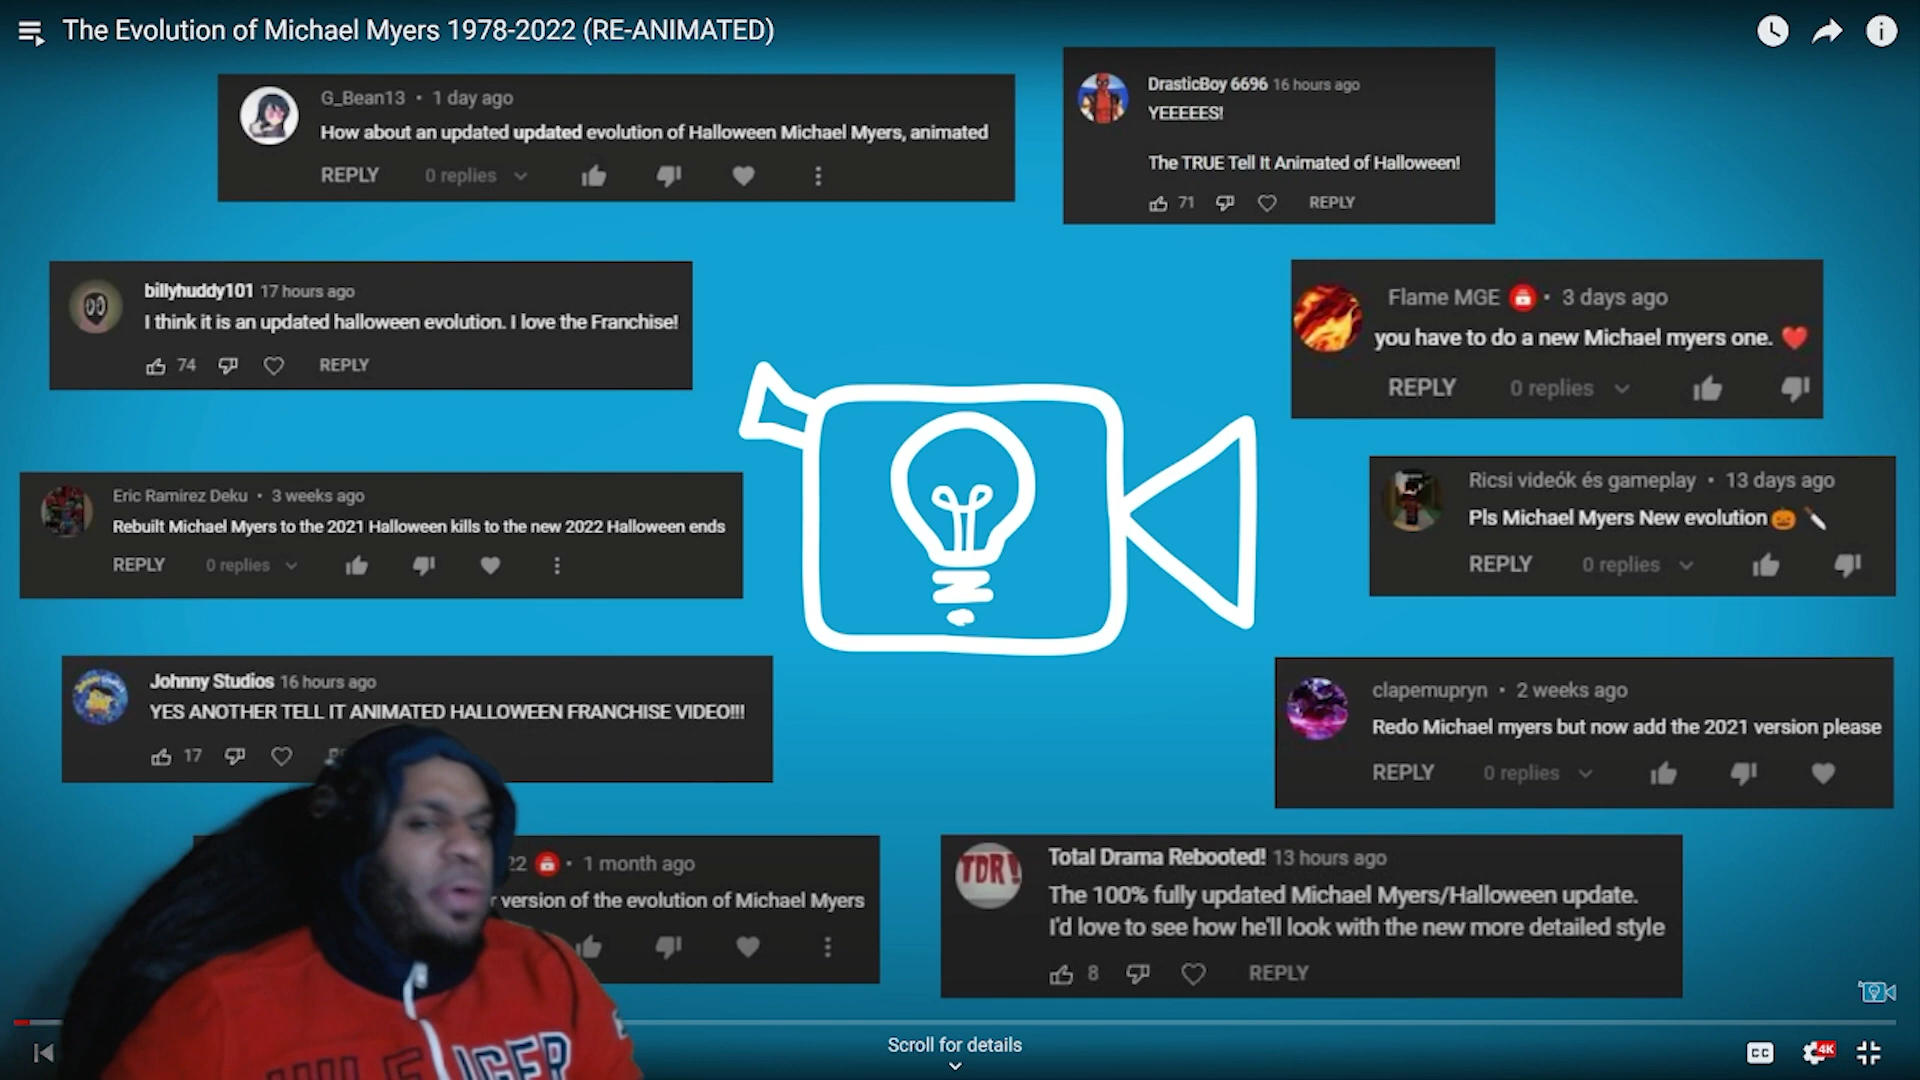 The Evolution of Michael Myers 1978-2022 (RE-ANIMATED)
G_Bean13 • 1 day ago
How about an updated updated evolution of Halloween Michael Myers, animated
REPLY 0 replies
DrasticBoy 6696 16 hours ago
YEEEEES!
The TRUE Tell It Animated of Halloween!
71 REPLY
billyhuddy101 17 hours ago
I think it is an updated halloween evolution. I love the Franchise!
74 REPLY
Flame MGE • 3 days ago
you have to do a new Michael myers one. ❤️
REPLY 0 replies
Eric Ramirez Deku • 3 weeks ago
Rebuilt Michael Myers to the 2021 Halloween kills to the new 2022 Halloween ends
REPLY 0 replies
Ricsi videók és gameplay • 13 days ago
Pls Michael Myers New evolution🎃 🔪
REPLY 0 replies
Johnny Studios 16 hours ago
YES ANOTHER TELL IT ANIMATED HALLOWEEN FRANCHISE VIDEO!!!
17
clapemupryn • 2 weeks ago
Redo Michael myers but now add the 2021 version please
REPLY 0 replies
22 • 1 month ago
version of the evolution of Michael Myers
TDR!
Total Drama Rebooted! 13 hours ago
The 100% fully updated Michael Myers/Halloween update.
I'd love to see how he'll look with the new more detailed style
8 REPLY
Scroll for details
CC
4K